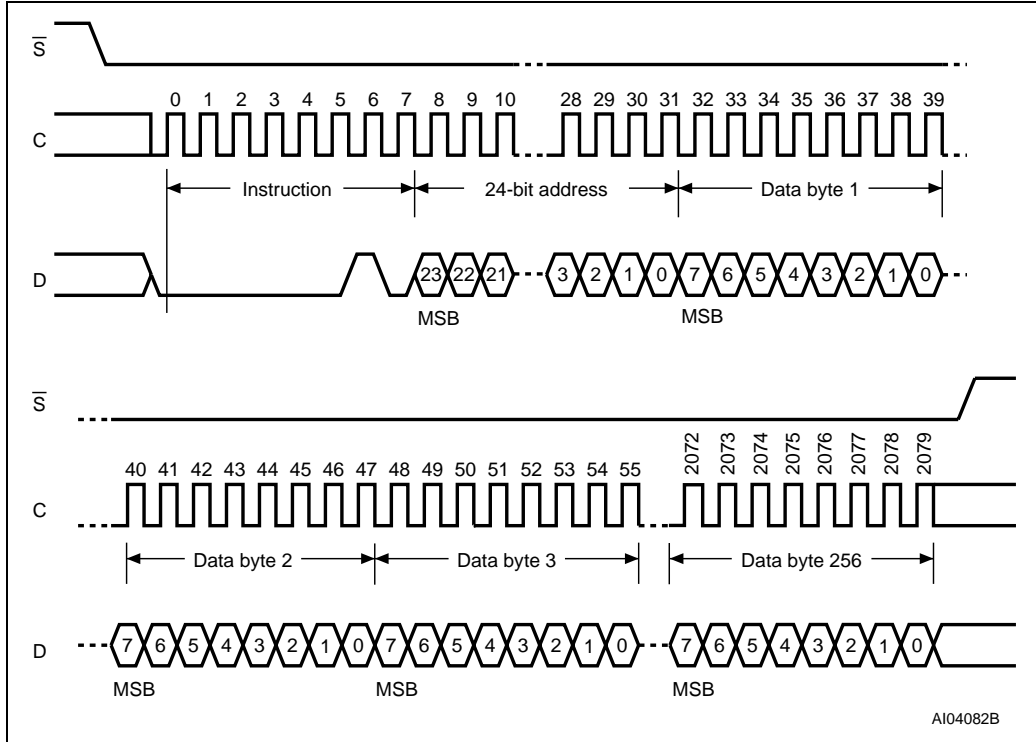 S
0 1 2 3 4 5 6 7 8 9 10 28 29 30 31 32 33 34 35 36 37 38 39
C
Instruction 24-bit address Data byte 1
D 23 22 21 3 2 1 0 7 6 5 4 3 2 1 0
MSB MSB
S
40 41 42 43 44 45 46 47 48 49 50 51 52 53 54 55 2072 2073 2074 2075 2076 2077 2078 2079
C
Data byte 2 Data byte 3 Data byte 256
D 7 6 5 4 3 2 1 0 7 6 5 4 3 2 1 0 7 6 5 4 3 2 1 0
MSB MSB MSB
AI04082B